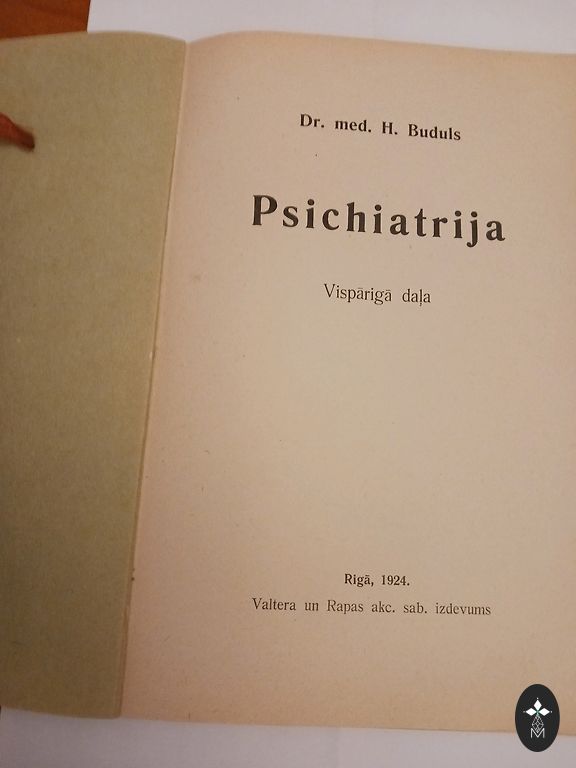 Dr. med. H. Buduls
Psichiatrija
Vispārigā daļa
Rigā, 1924.
Valtera un Rapas akc. sab. izdevums
M